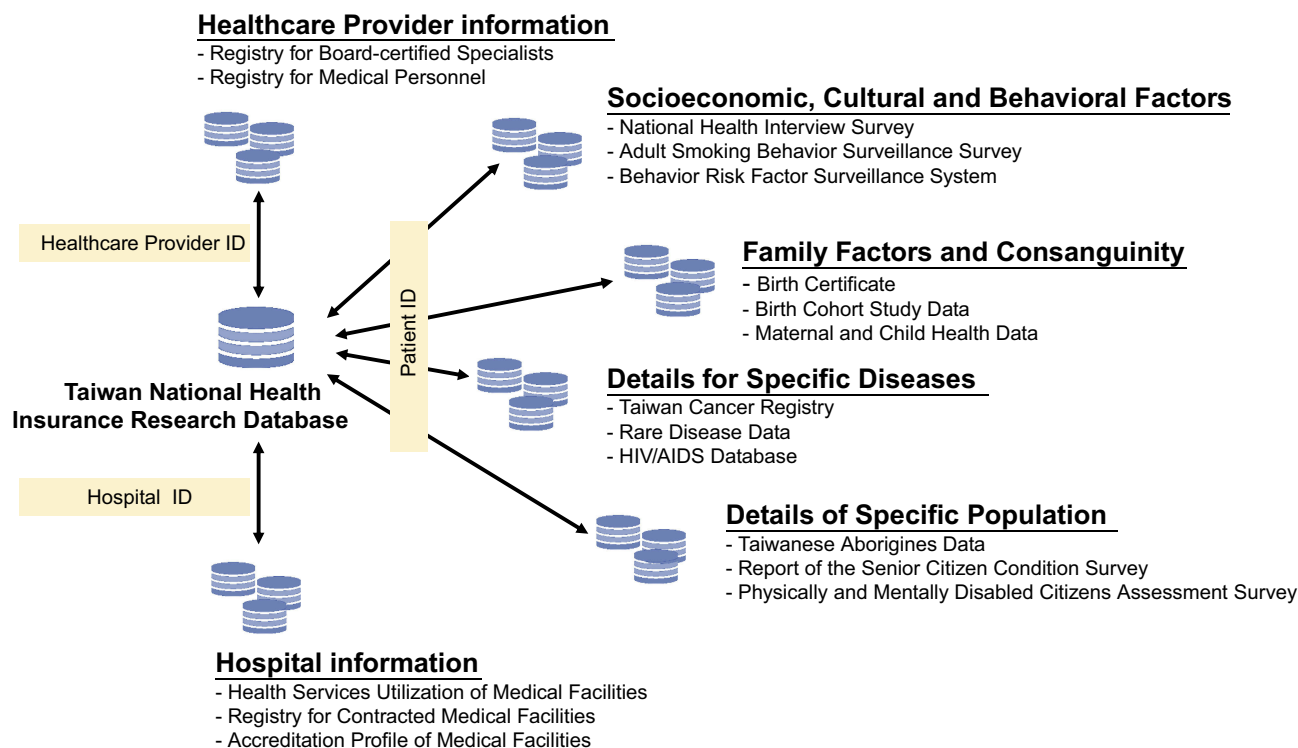 Healthcare Provider information
- Registry for Board-certified Specialists
- Registry for Medical Personnel
Socioeconomic, Cultural and Behavioral Factors
- National Health Interview Survey
- Adult Smoking Behavior Surveillance Survey
- Behavior Risk Factor Surveillance System
Healthcare Provider ID
Patient ID
Family Factors and Consanguinity
- Birth Certificate
- Birth Cohort Study Data
- Maternal and Child Health Data
Taiwan National Health
Insurance Research Database
Details for Specific Diseases
- Taiwan Cancer Registry
- Rare Disease Data
- HIV/AIDS Database
Hospital ID
Details of Specific Population
- Taiwanese Aborigines Data
- Report of the Senior Citizen Condition Survey
- Physically and Mentally Disabled Citizens Assessment Survey
Hospital information
- Health Services Utilization of Medical Facilities
- Registry for Contracted Medical Facilities
- Accreditation Profile of Medical Facilities